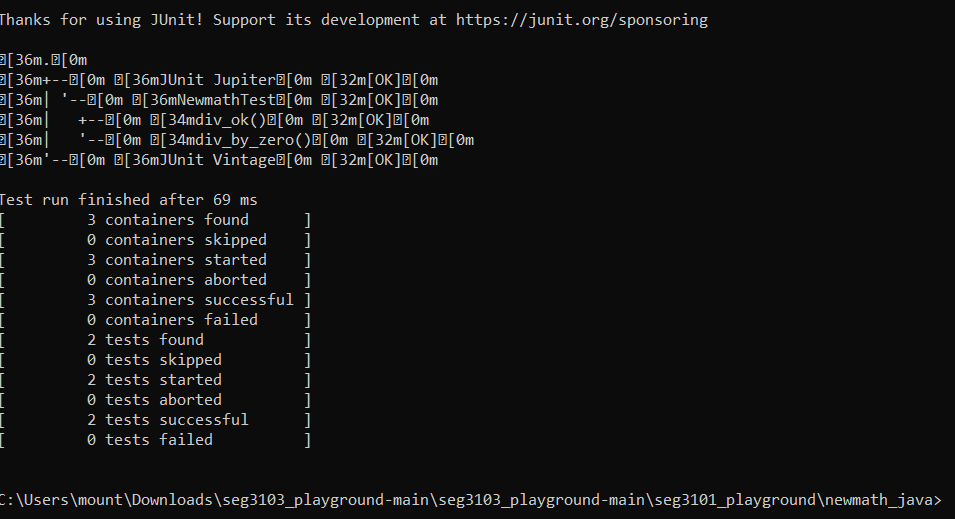 Thanks for using JUnit! Support its development at https://junit.org/sponsoring
⍰[36m.⍰[0m
⍰[36m+--⍰[0m ⍰[36mJUnit Jupiter⍰[0m ⍰[32m[OK]⍰[0m
⍰[36m| '--⍰[0m ⍰[36mNewmathTest⍰[0m ⍰[32m[OK]⍰[0m
⍰[36m|   +--⍰[0m ⍰[34mdiv_ok()⍰[0m ⍰[32m[OK]⍰[0m
⍰[36m|   '--⍰[0m ⍰[34mdiv_by_zero()⍰[0m ⍰[32m[OK]⍰[0m
⍰[36m'--⍰[0m ⍰[36mJUnit Vintage⍰[0m ⍰[32m[OK]⍰[0m
Test run finished after 69 ms
[         3 containers found      ]
[         0 containers skipped    ]
[         3 containers started    ]
[         0 containers aborted    ]
[         3 containers successful ]
[         0 containers failed     ]
[         2 tests found           ]
[         0 tests skipped         ]
[         2 tests started         ]
[         0 tests aborted         ]
[         2 tests successful      ]
[         0 tests failed          ]
C:\Users\mount\Downloads\seg3103_playground-main\seg3103_playground-main\seg3101_playground\newmath_java>